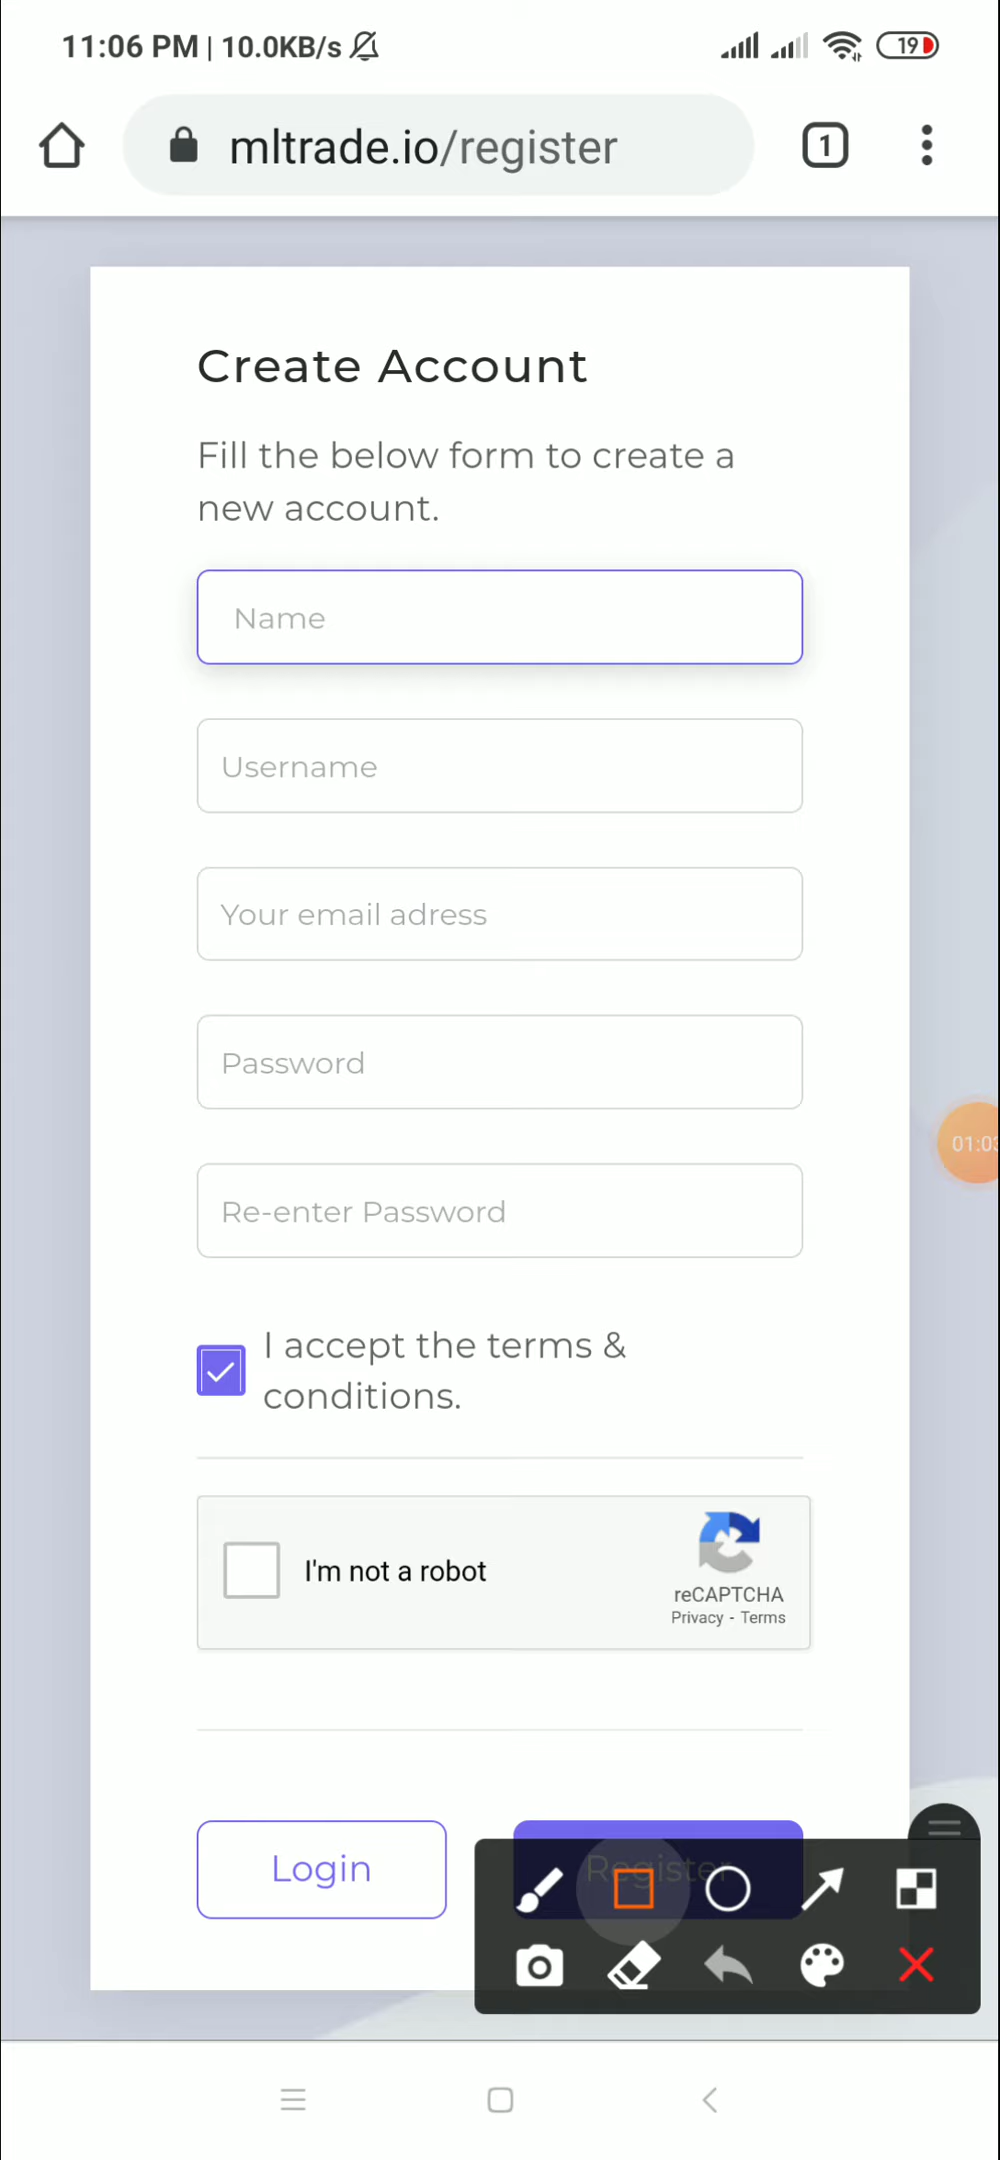 11:06 PM | 10.0KB/s 19
mltrade.io/register 1
Create Account
Fill the below form to create a
new account.
Name
Username
Your email adress
Password
01:03
Re-enter Password
I accept the terms &
conditions.
I'm not a robot
reCAPTCHA
Privacy - Terms
Login
Register